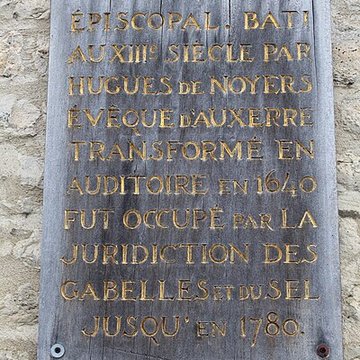 ÉPISCOPAL. BATI
AU XIIIᵉ SIÈCLE PAR
HUGUES DE NOYERS
ÉVÊQUE D'AUXERRE
TRANSFORMÉ EN
AUDITOIRE EN 1640
FUT OCCUPÉ PAR LA
JURIDICTION DES
GABELLES ET DU SEL
JUSQU'EN 1780.